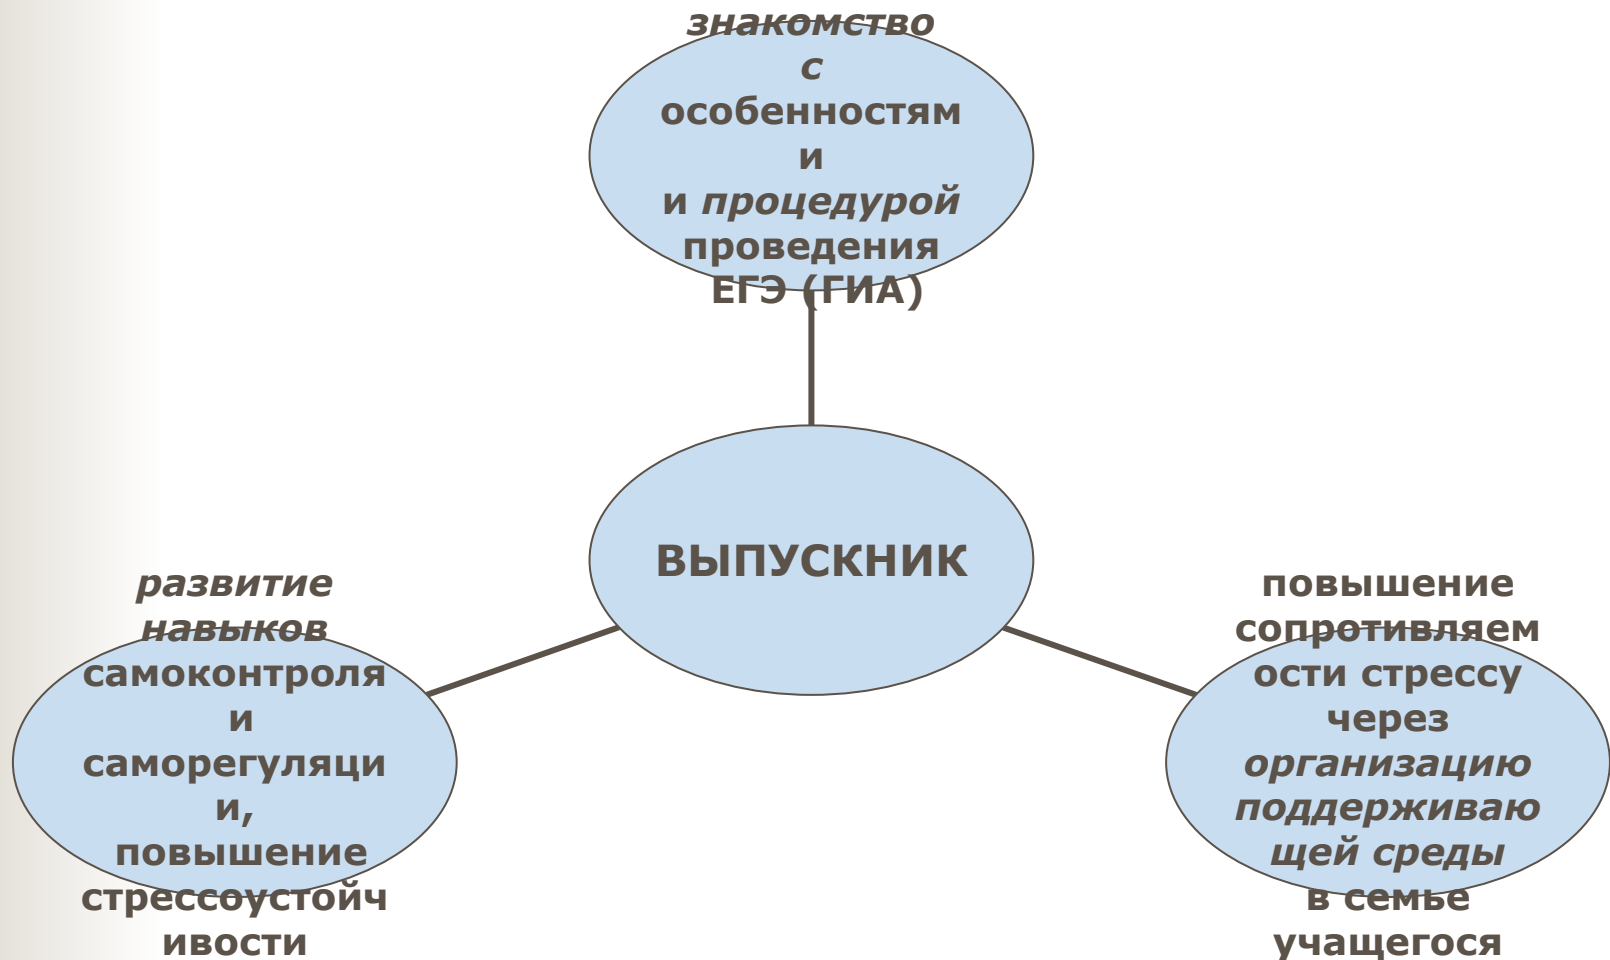 знакомство
с
особенностям
и
и процедурой
проведения
ЕГЭ (ГИА)
ВЫПУСКНИК
развитие
навыков
самоконтроля
и
саморегуляци
и,
повышение
стрессоустойч
ивости
повышение
сопротивляем
ости стрессу
через
организацию
поддерживаю
щей среды
в семье
учащегося